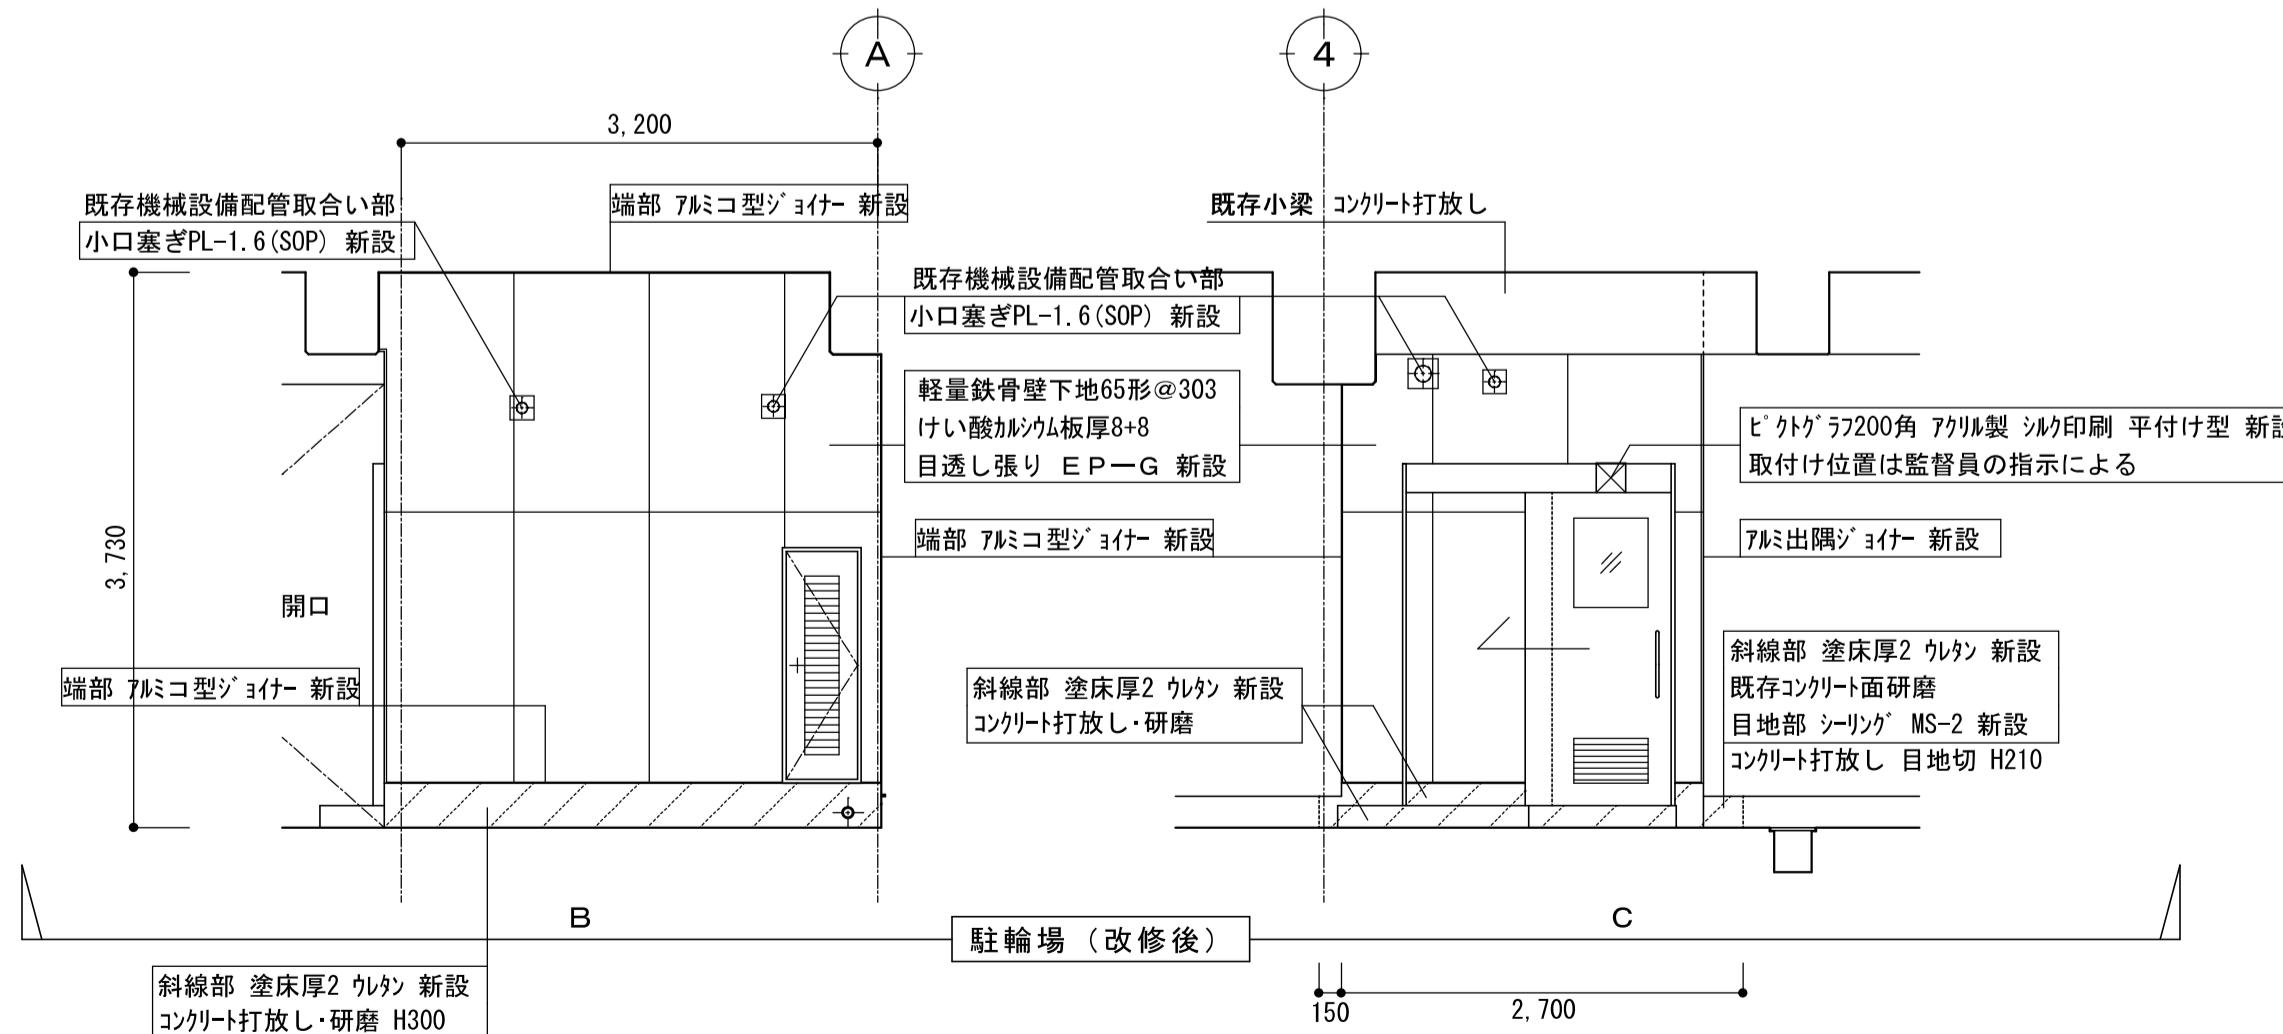 A
4
3,200
既存機械設備配管取合い部
小口塞ぎPL-1.6(SOP) 新設
端部 アルミコ型ジョイナー 新設
既存小梁 コンクリート打放し
既存機械設備配管取合い部
小口塞ぎPL-1.6(SOP) 新設
軽量鉄骨壁下地65形@303
けい酸カルシウム板厚8+8
目透し張り EP-G 新設
ピクトグラフ200角 アクリル製 シルク印刷 平付け型 新設
取付け位置は監督員の指示による
3,730
端部 アルミコ型ジョイナー 新設
アルミ出隅ジョイナー 新設
開口
端部 アルミコ型ジョイナー 新設
斜線部 塗床厚2 ウレタン 新設
コンクリート打放し・研磨
斜線部 塗床厚2 ウレタン 新設
既存コンクリート面研磨
目地部 シーリング MS-2 新設
コンクリート打放し 目地切 H210
B
C
駐輪場(改修後)
斜線部 塗床厚2 ウレタン 新設
コンクリート打放し・研磨 H300
150
2,700